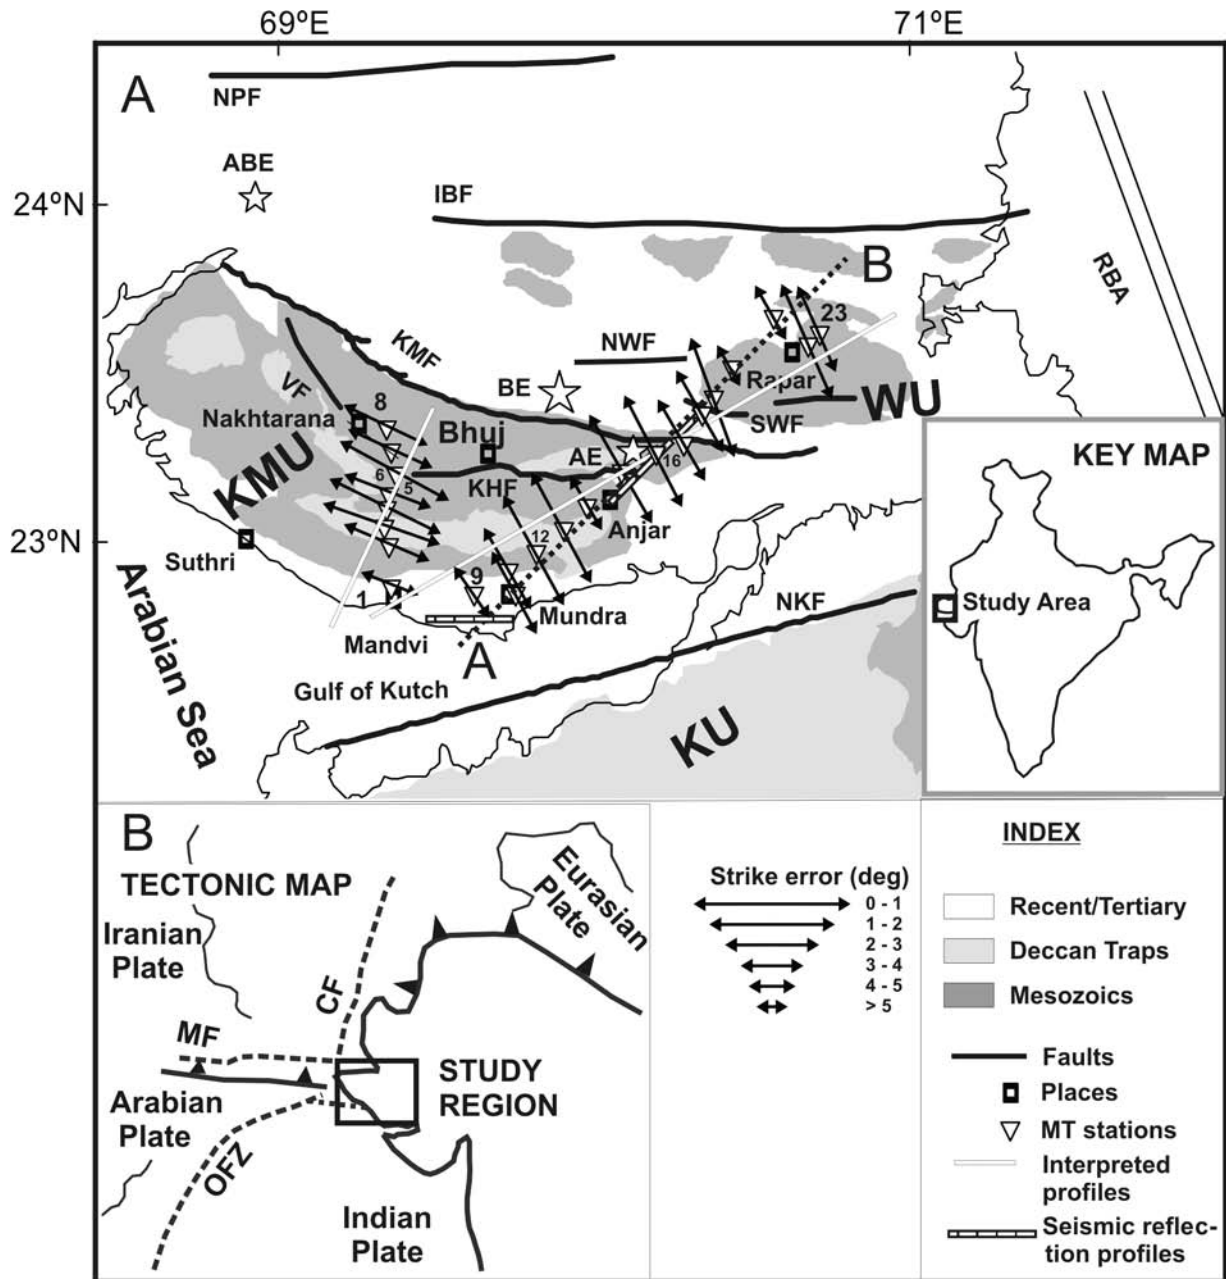 69ºE
71ºE
A
NPF
ABE
24ºN
IBF
B
RBA
23
KMF
NWF
BE
VF
Rapar
WU
8
Nakhtarana
Bhuj
SWF
KEY MAP
AE
16
KMU
6
5
KHF
Anjar
23ºN
12
Suthri
9
1
Mundra
NKF
Study Area
Mandvi
A
Arabian Sea
Gulf of Kutch
KU
B
TECTONIC MAP
Eurasian
Plate
Iranian
Plate
CF
MF
STUDY
REGION
Arabian
Plate
OFZ
Indian
Plate
Strike error (deg)
0 - 1
1 - 2
2 - 3
3 - 4
4 - 5
> 5
INDEX
Recent/Tertiary
Deccan Traps
Mesozoics
Faults
Places
MT stations
Interpreted
profiles
Seismic reflec-
tion profiles